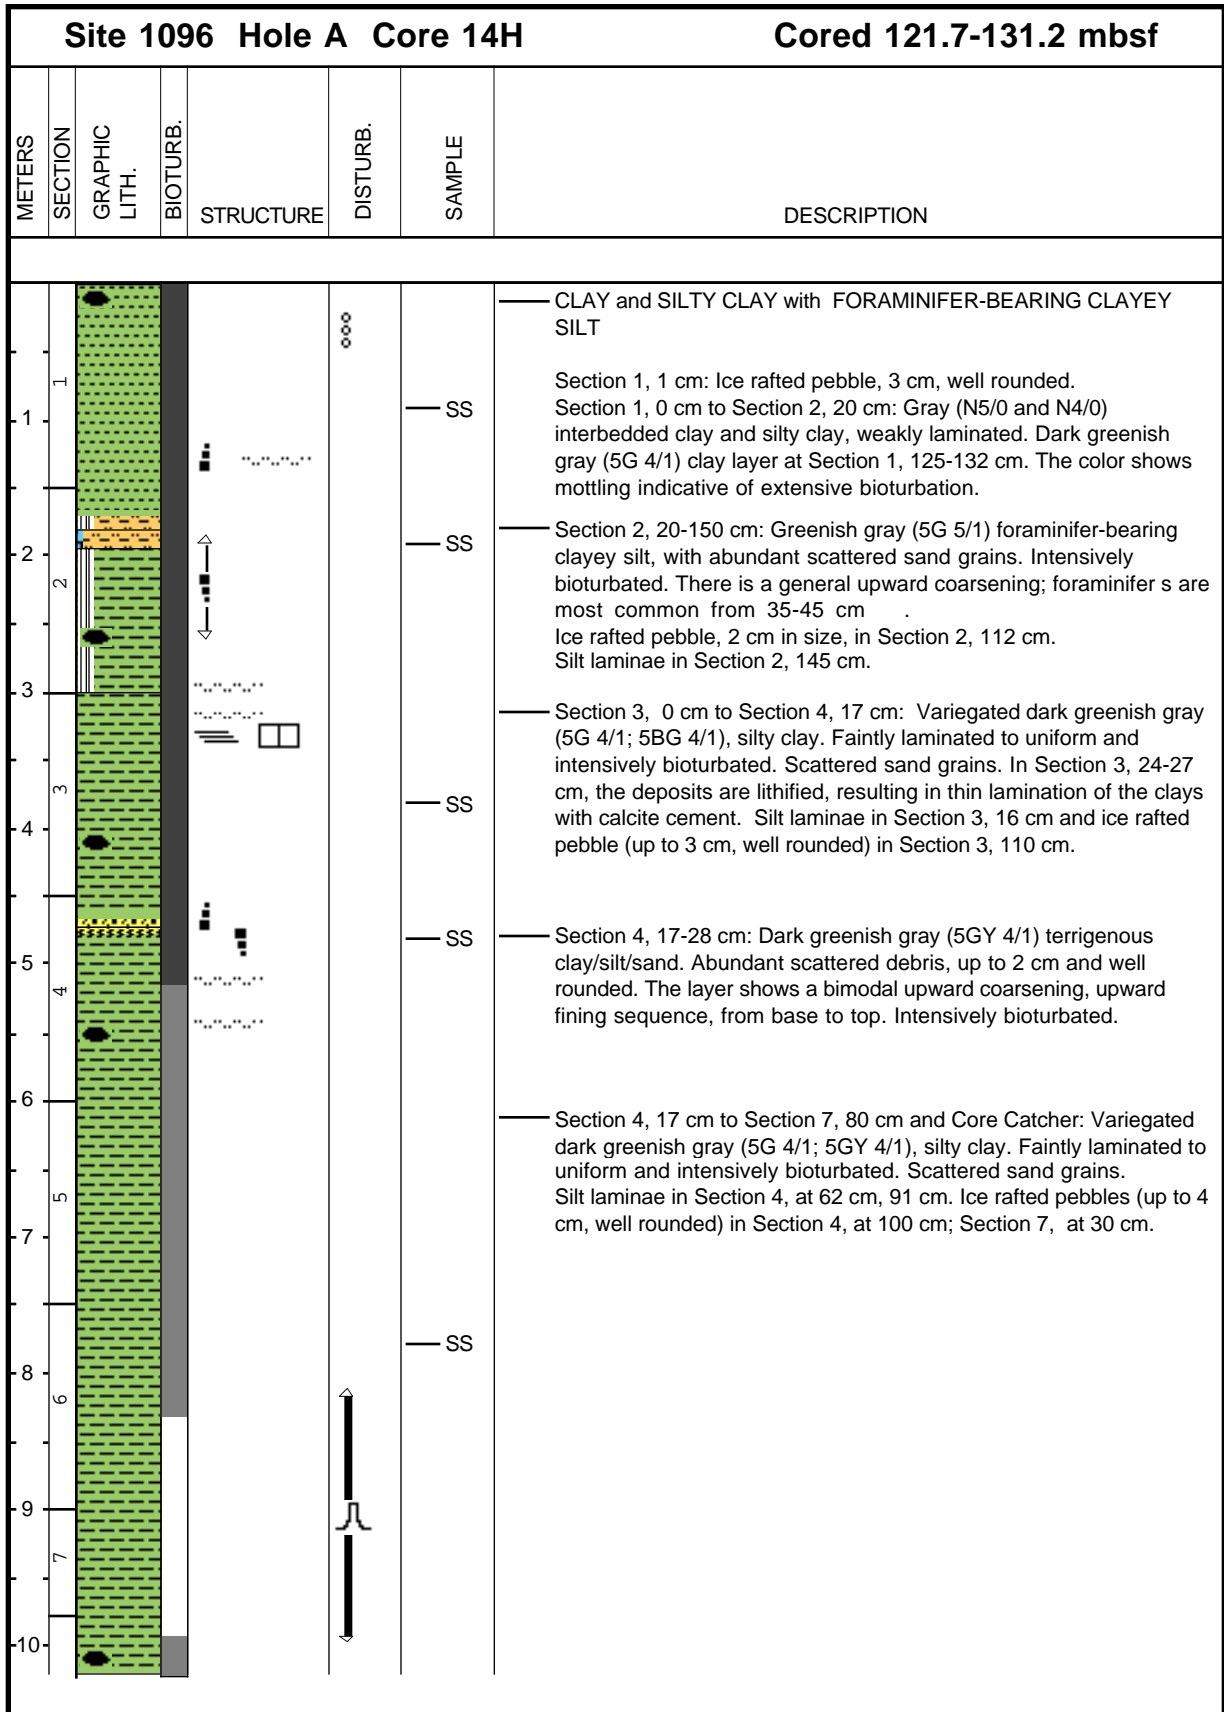 Site 1096 Hole A Core 14H Cored 121.7-131.2 mbsf
METERS
SECTION
GRAPHIC
LITH.
BIOTURB.
STRUCTURE
DISTURB.
SAMPLE
DESCRIPTION
1
2
3
4
5
6
7
8
9
10
1
2
3
4
5
6
7
SS
SS
SS
SS
SS
CLAY and SILTY CLAY with FORAMINIFER-BEARING CLAYEY
SILT
Section 1, 1 cm: Ice rafted pebble, 3 cm, well rounded.
Section 1, 0 cm to Section 2, 20 cm: Gray (N5/0 and N4/0)
interbedded clay and silty clay, weakly laminated. Dark greenish
gray (5G 4/1) clay layer at Section 1, 125-132 cm. The color shows
mottling indicative of extensive bioturbation.
Section 2, 20-150 cm: Greenish gray (5G 5/1) foraminifer-bearing
clayey silt, with abundant scattered sand grains. Intensively
bioturbated. There is a general upward coarsening; foraminifer s are
most common from 35-45 cm .
Ice rafted pebble, 2 cm in size, in Section 2, 112 cm.
Silt laminae in Section 2, 145 cm.
Section 3, 0 cm to Section 4, 17 cm: Variegated dark greenish gray
(5G 4/1; 5BG 4/1), silty clay. Faintly laminated to uniform and
intensively bioturbated. Scattered sand grains. In Section 3, 24-27
cm, the deposits are lithified, resulting in thin lamination of the clays
with calcite cement. Silt laminae in Section 3, 16 cm and ice rafted
pebble (up to 3 cm, well rounded) in Section 3, 110 cm.
Section 4, 17-28 cm: Dark greenish gray (5GY 4/1) terrigenous
clay/silt/sand. Abundant scattered debris, up to 2 cm and well
rounded. The layer shows a bimodal upward coarsening, upward
fining sequence, from base to top. Intensively bioturbated.
Section 4, 17 cm to Section 7, 80 cm and Core Catcher: Variegated
dark greenish gray (5G 4/1; 5GY 4/1), silty clay. Faintly laminated to
uniform and intensively bioturbated. Scattered sand grains.
Silt laminae in Section 4, at 62 cm, 91 cm. Ice rafted pebbles (up to 4
cm, well rounded) in Section 4, at 100 cm; Section 7, at 30 cm.